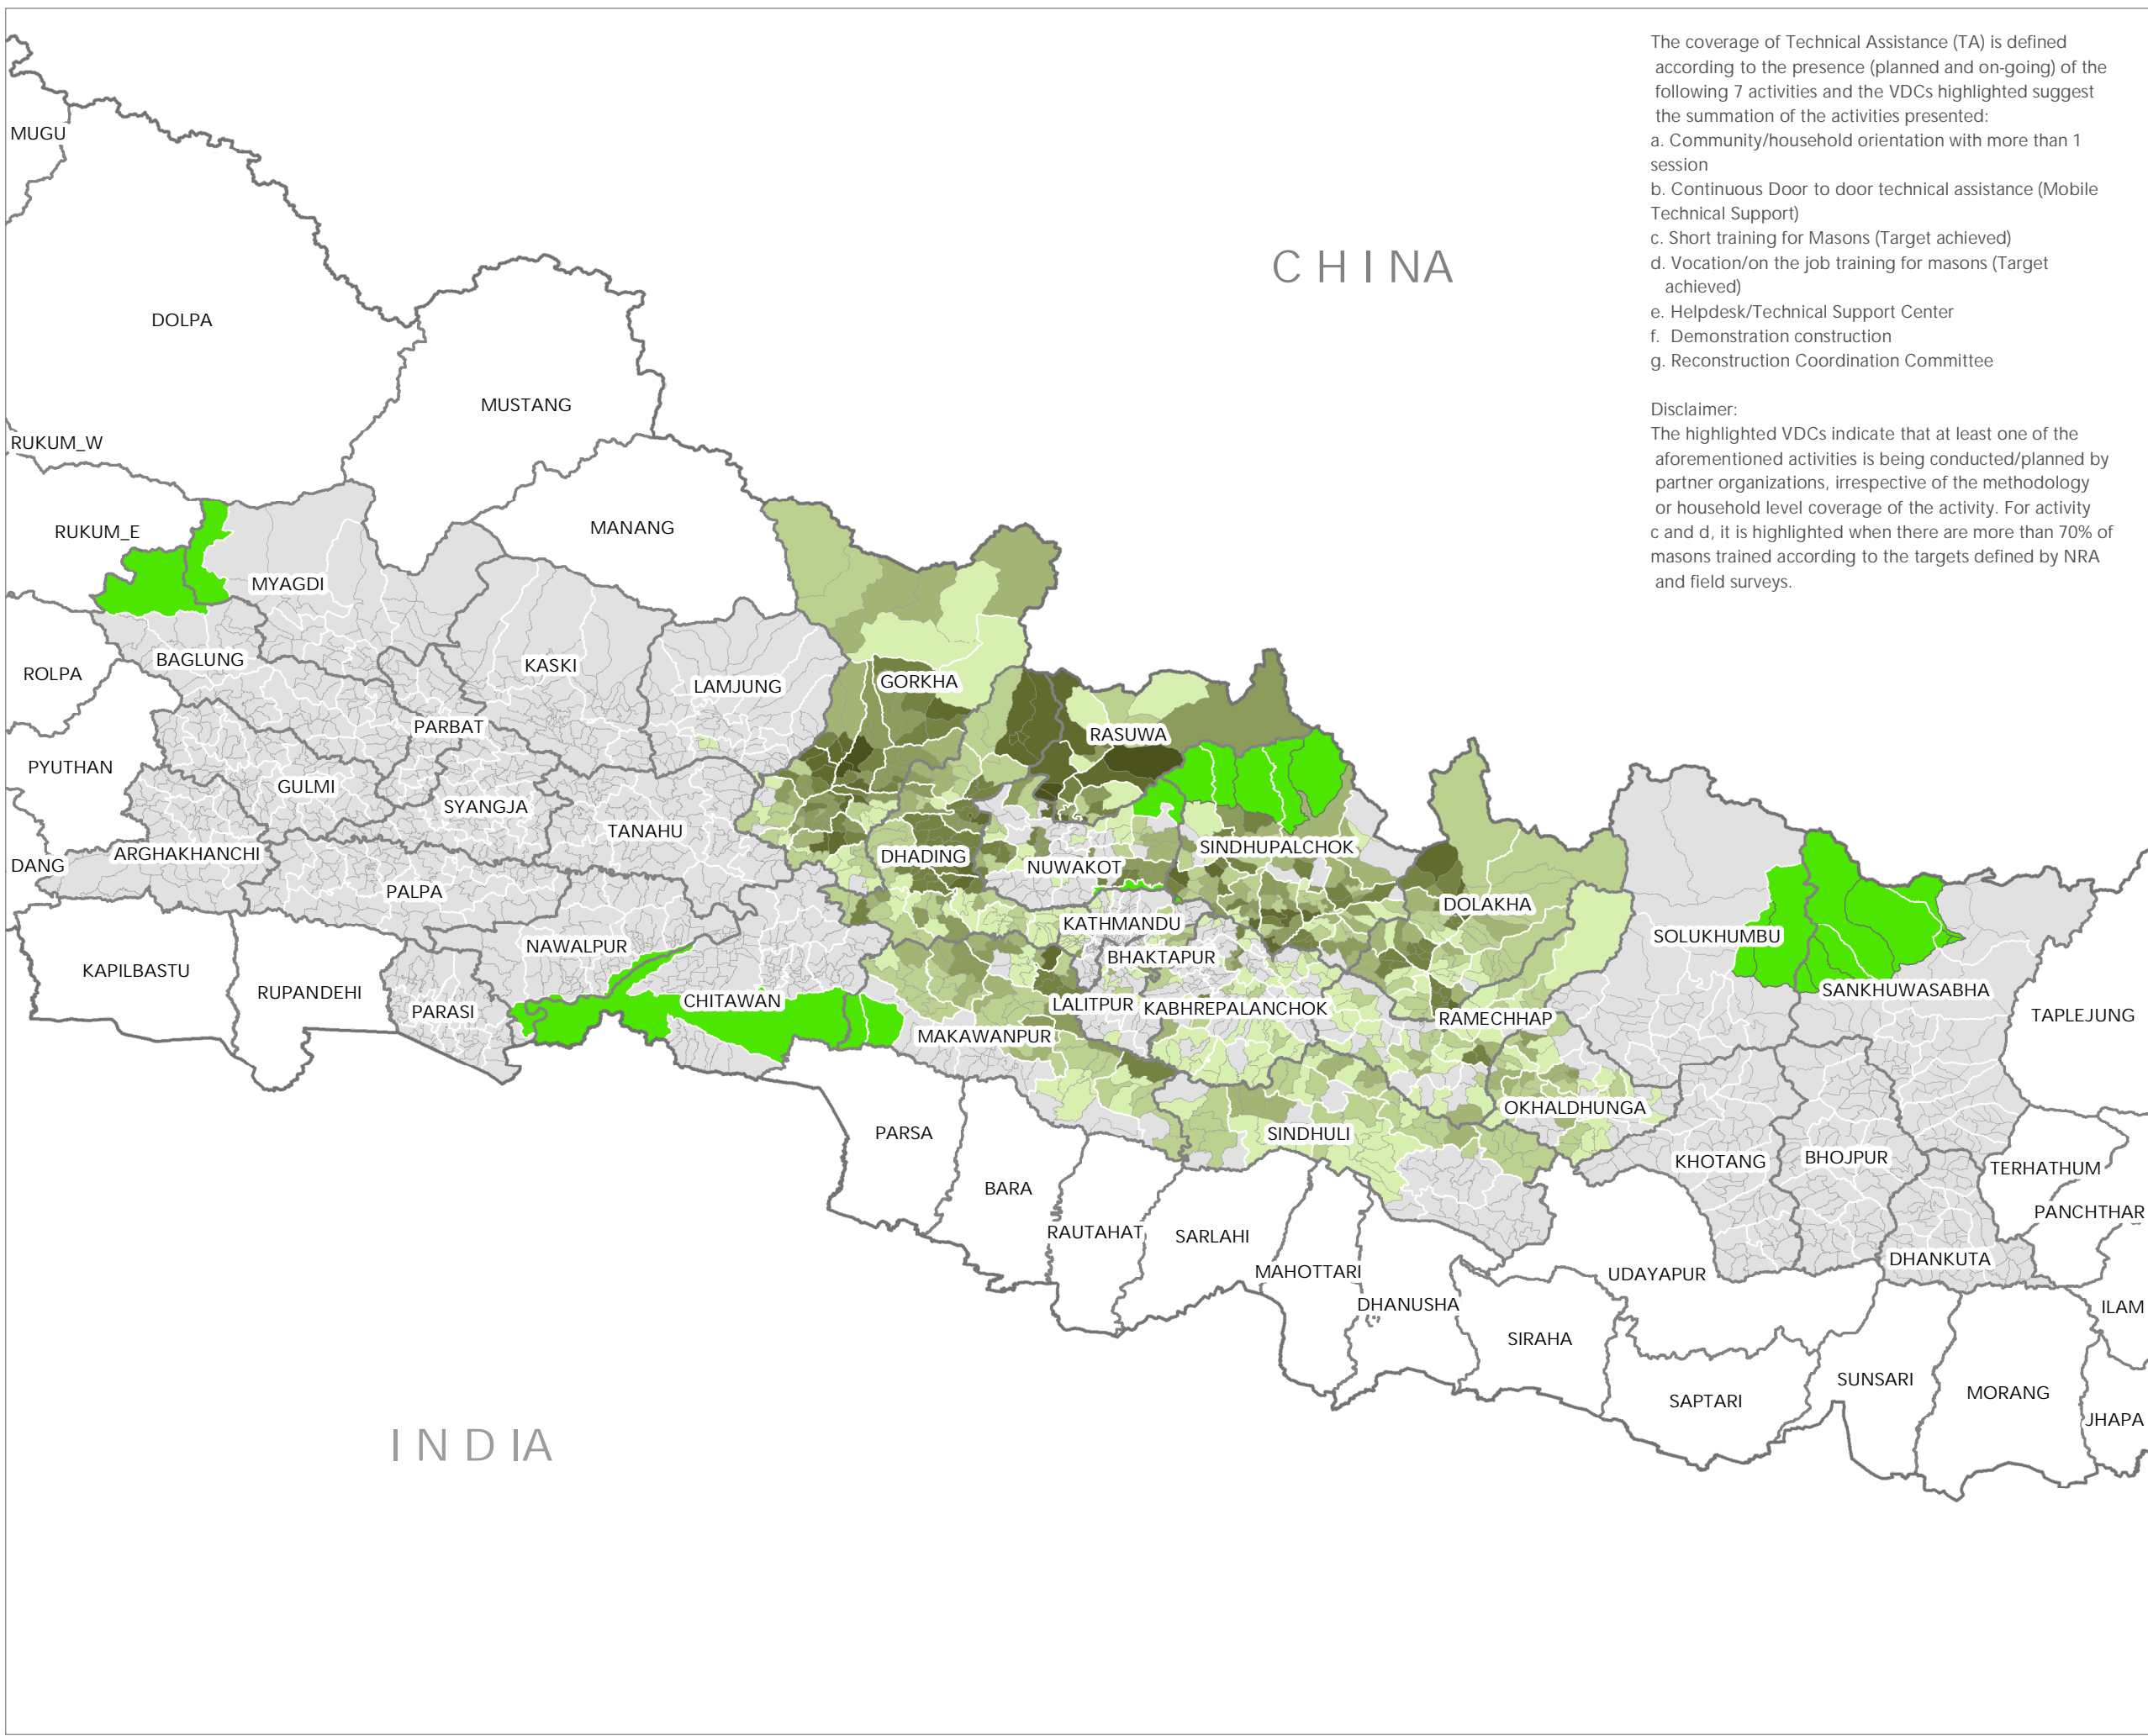 The coverage of Technical Assistance (TA) is defined
according to the presence (planned and on-going) of the
following 7 activities and the VDCs highlighted suggest
the summation of the activities presented:
a. Community/household orientation with more than 1
session
b. Continuous Door to door technical assistance (Mobile
Technical Support)
c. Short training for Masons (Target achieved)
d. Vocation/on the job training for masons (Target
achieved)
e. Helpdesk/Technical Support Center
f. Demonstration construction
g. Reconstruction Coordination Committee
Disclaimer:
The highlighted VDCs indicate that at least one of the
aforementioned activities is being conducted/planned by
partner organizations, irrespective of the methodology
or household level coverage of the activity. For activity
c and d, it is highlighted when there are more than 70% of
masons trained according to the targets defined by NRA
and field surveys.
MUGU
CHINA
DOLPA
MUSTANG
RUKUM_W
RUKUM_E
MANANG
MYAGDI
BAGLUNG
KASKI
ROLPA
GORKHA
LAMJUNG
PARBAT
RASUWA
PYUTHAN
GULMI
SYANGJA
TANAHU
SINDHUPALCHOK
ARGHAKHANCHI
DHADING
DANG
NUWAKOT
PALPA
DOLAKHA
KATHMANDU
SOLUKHUMBU
NAWALPUR
BHAKTAPUR
KAPILBASTU
RUPANDEHI
SANKHUWASABHA
CHITAWAN
LALITPUR
KABHREPALANCHOK
PARASI
RAMECHHAP
TAPLEJUNG
MAKAWANPUR
OKHALDHUNGA
PARSA
SINDHULI
BHOJPUR
KHOTANG
TERHATHUM
BARA
PANCHTHAR
RAUTAHAT
SARLAHI
DHANKUTA
MAHOTTARI
UDAYAPUR
DHANUSHA
ILAM
SIRAHA
SUNSARI
MORANG
SAPTARI
JHAPA
INDIA